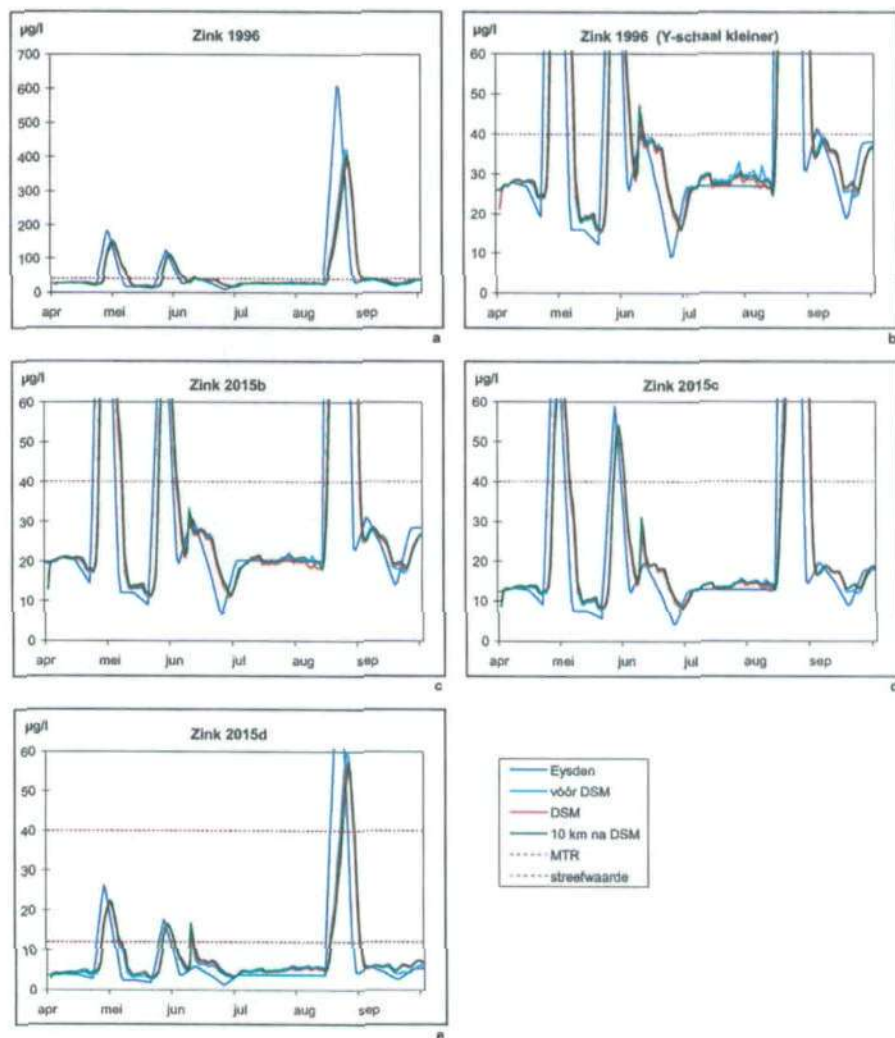 µg/l
Zink 1996
700
600
500
400
300
200
100
0
apr mei jun jul aug sep
a
µg/l
Zink 1996 (Y-schaal kleiner)
60
50
40
30
20
10
0
apr mei jun jul aug sep
b
µg/l
Zink 2015b
60
50
40
30
20
10
0
apr mei jun jul aug sep
c
µg/l
Zink 2015c
60
50
40
30
20
10
0
apr mei jun jul aug sep
d
µg/l
Zink 2015d
60
50
40
30
20
10
0
apr mei jun jul aug sep
e
Eysden
vóór DSM
DSM
10 km na DSM
MTR
streefwaarde